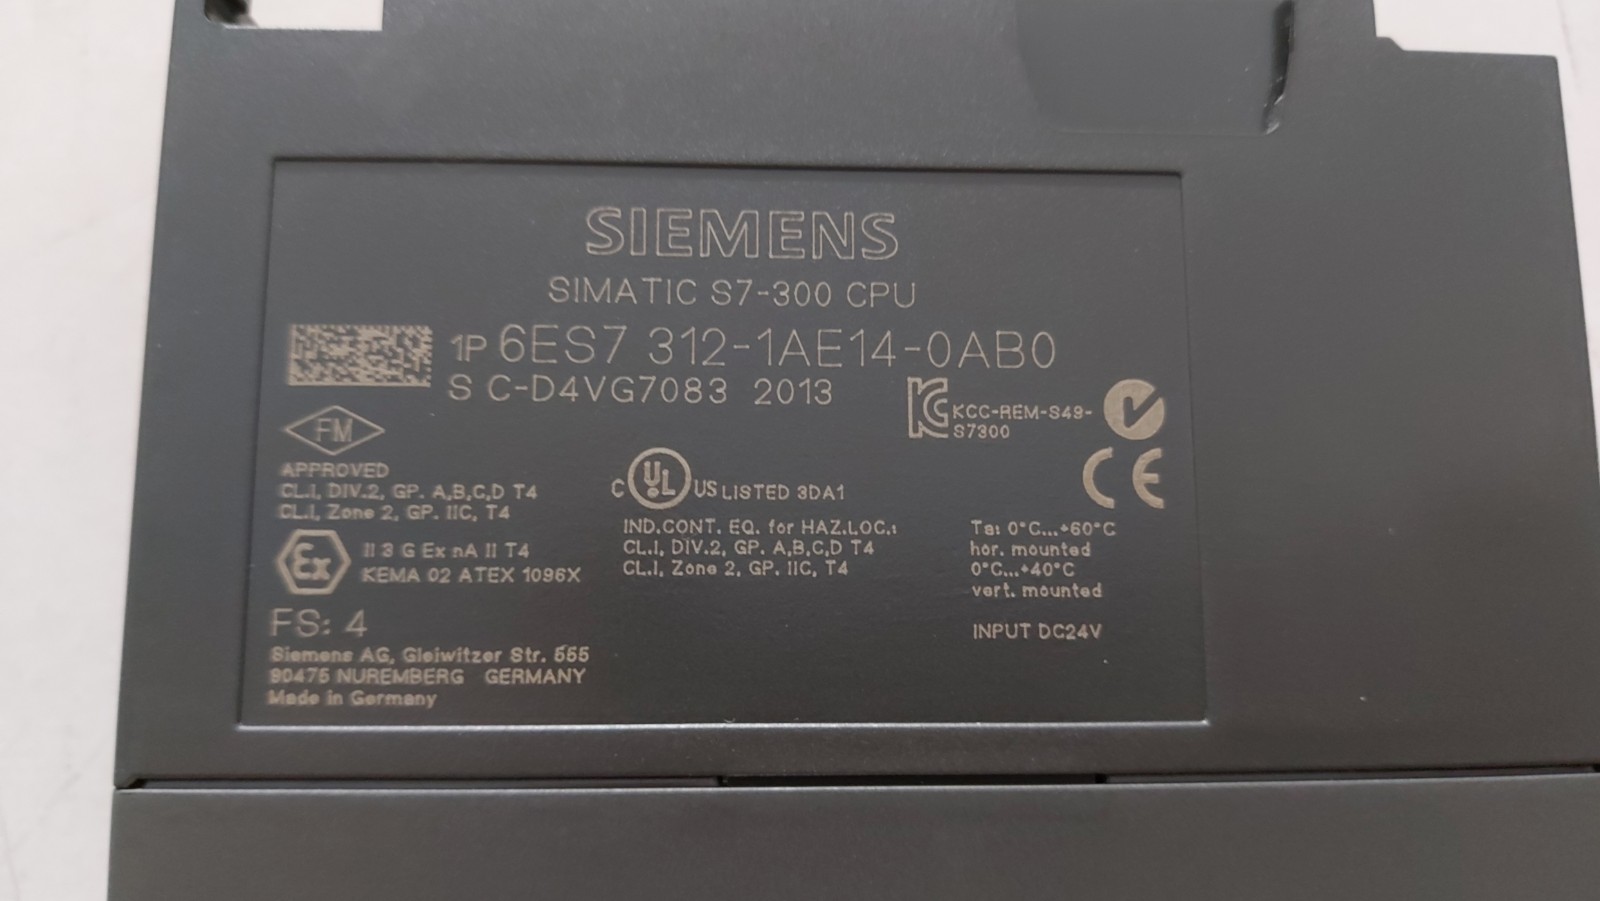 SIEMENS
SIMATIC S7-300 CPU
1P 6ES7 312-1AE14-0AB0
S C-D4VG7083 2013
KCC-REM-S49-
S7300
FM
APPROVED
CL.I, DIV.2, GP. A,B,C,D T4
CL.I, Zone 2, GP. IIC, T4
Ex
II 3 G Ex nA II T4
KEMA 02 ATEX 1096X
C UL US LISTED 3DA1
IND.CONT. EQ. for HAZ.LOC.:
CL.I, DIV.2, GP. A,B,C,D T4
CL.I, Zone 2, GP. IIC, T4
CE
Ta: 0°C...+60°C
hor. mounted
0°C...+40°C
vert. mounted
INPUT DC24V
FS: 4
Siemens AG, Gleiwitzer Str. 555
90475 NUREMBERG GERMANY
Made in Germany